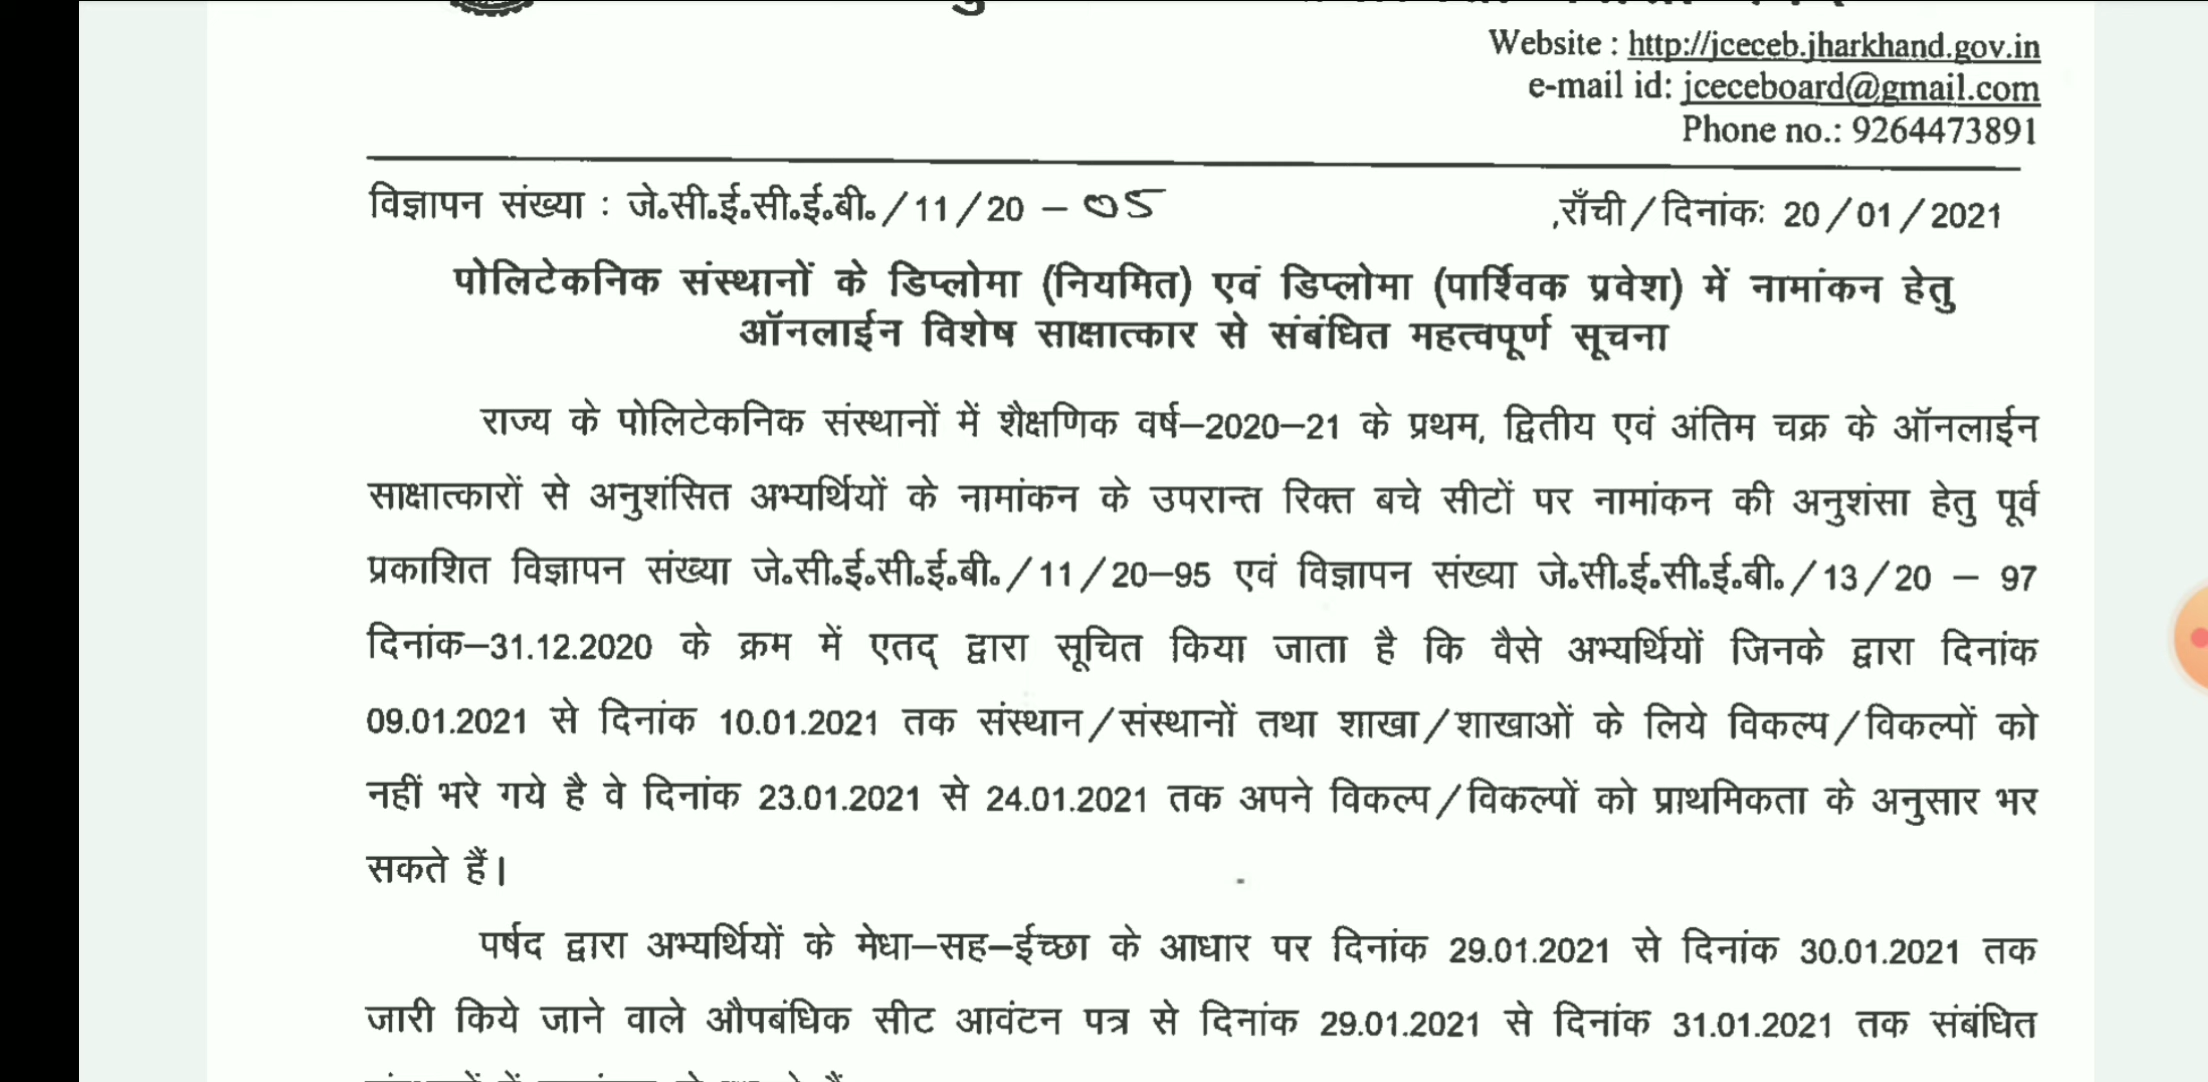 Website : http://jceceb.jharkhand.gov.in
e-mail id: jceceboard@gmail.com
Phone no.: 9264473891
विज्ञापन संख्या : जे॰सी॰ई॰सी॰ई॰बी॰/11/20 – 05 ,राँची/दिनांकः 20/01/2021
पोलिटेकनिक संस्थानों के डिप्लोमा (नियमित) एवं डिप्लोमा (पार्श्विक प्रवेश) में नामांकन हेतु
ऑनलाईन विशेष साक्षात्कार से संबंधित महत्वपूर्ण सूचना
राज्य के पोलिटेकनिक संस्थानों में शैक्षणिक वर्ष–2020–21 के प्रथम, द्वितीय एवं अंतिम चक्र के ऑनलाईन
साक्षात्कारों से अनुशंसित अभ्यर्थियों के नामांकन के उपरान्त रिक्त बचे सीटों पर नामांकन की अनुशंसा हेतु पूर्व
प्रकाशित विज्ञापन संख्या जे॰सी॰ई॰सी॰ई॰बी॰/11/20–95 एवं विज्ञापन संख्या जे॰सी॰ई॰सी॰ई॰बी॰/13/20 – 97
दिनांक–31.12.2020 के क्रम में एतद् द्वारा सूचित किया जाता है कि वैसे अभ्यर्थियों जिनके द्वारा दिनांक
09.01.2021 से दिनांक 10.01.2021 तक संस्थान/संस्थानों तथा शाखा/शाखाओं के लिये विकल्प/विकल्पों को
नहीं भरे गये है वे दिनांक 23.01.2021 से 24.01.2021 तक अपने विकल्प/विकल्पों को प्राथमिकता के अनुसार भर
सकते हैं।
पर्षद द्वारा अभ्यर्थियों के मेधा–सह–ईच्छा के आधार पर दिनांक 29.01.2021 से दिनांक 30.01.2021 तक
जारी किये जाने वाले औपबंधिक सीट आवंटन पत्र से दिनांक 29.01.2021 से दिनांक 31.01.2021 तक संबंधित